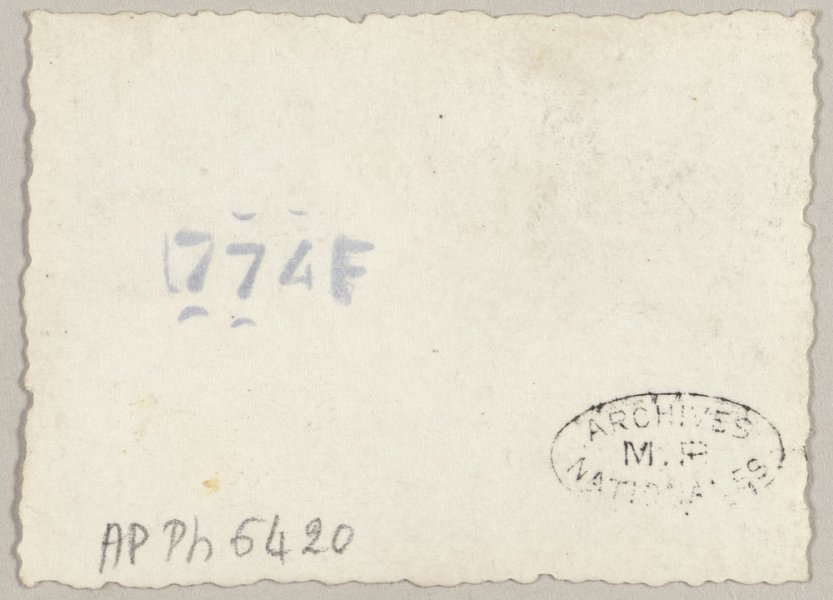 774F
ARCHIVES
M.P.
NATIONALES
AP Ph 6420